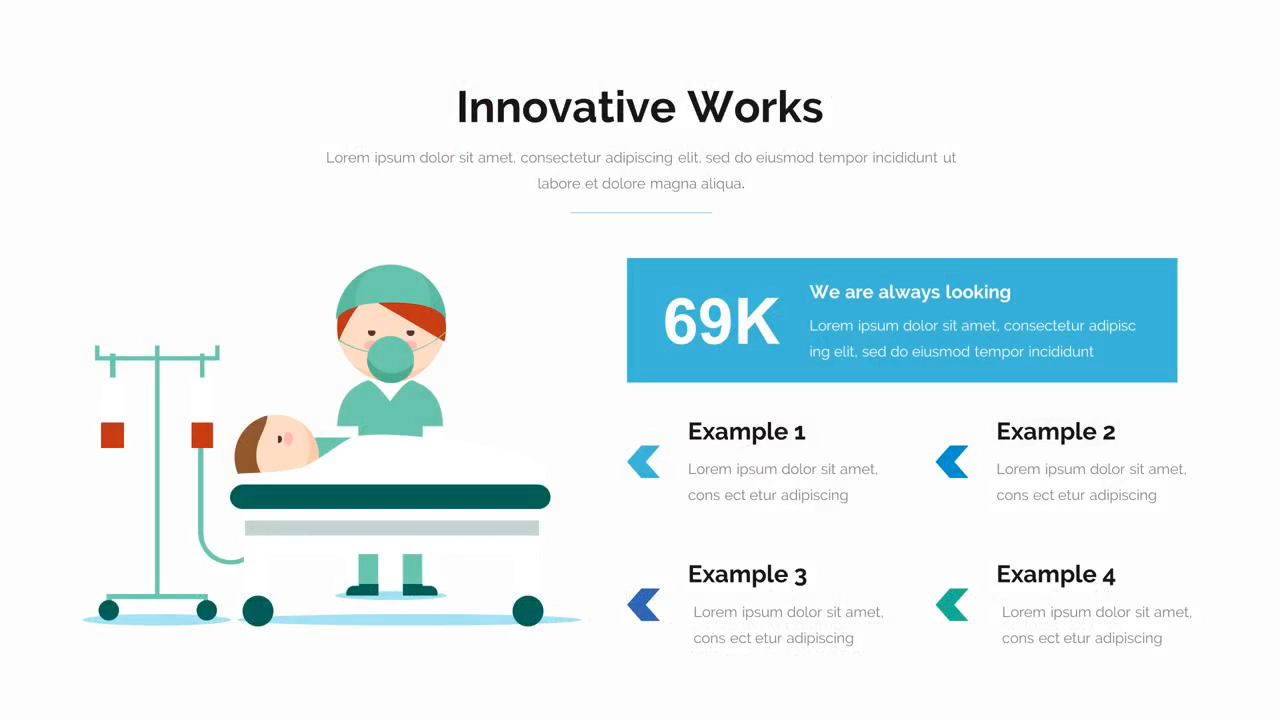 Innovative Works
Lorem ipsum dolor sit amet, consectetur adipiscing elit, sed do eiusmod tempor incididunt ut
labore et dolore magna aliqua.
69K
We are always looking
Lorem ipsum dolor sit amet, consectetur adipisc
ing elit, sed do eiusmod tempor incididunt
Example 1
Lorem ipsum dolor sit amet,
cons ect etur adipiscing
Example 2
Lorem ipsum dolor sit amet,
cons ect etur adipiscing
Example 3
Lorem ipsum dolor sit amet,
cons ect etur adipiscing
Example 4
Lorem ipsum dolor sit amet,
cons ect etur adipiscing